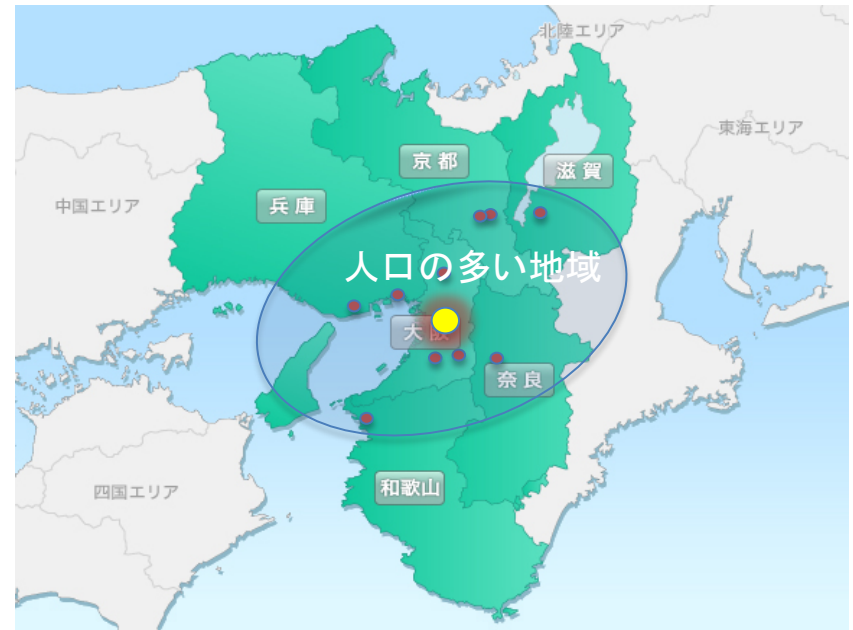 北陸エリア
東海エリア
京都
滋賀
中国エリア
兵庫
人口の多い地域
大阪
奈良
四国エリア
和歌山